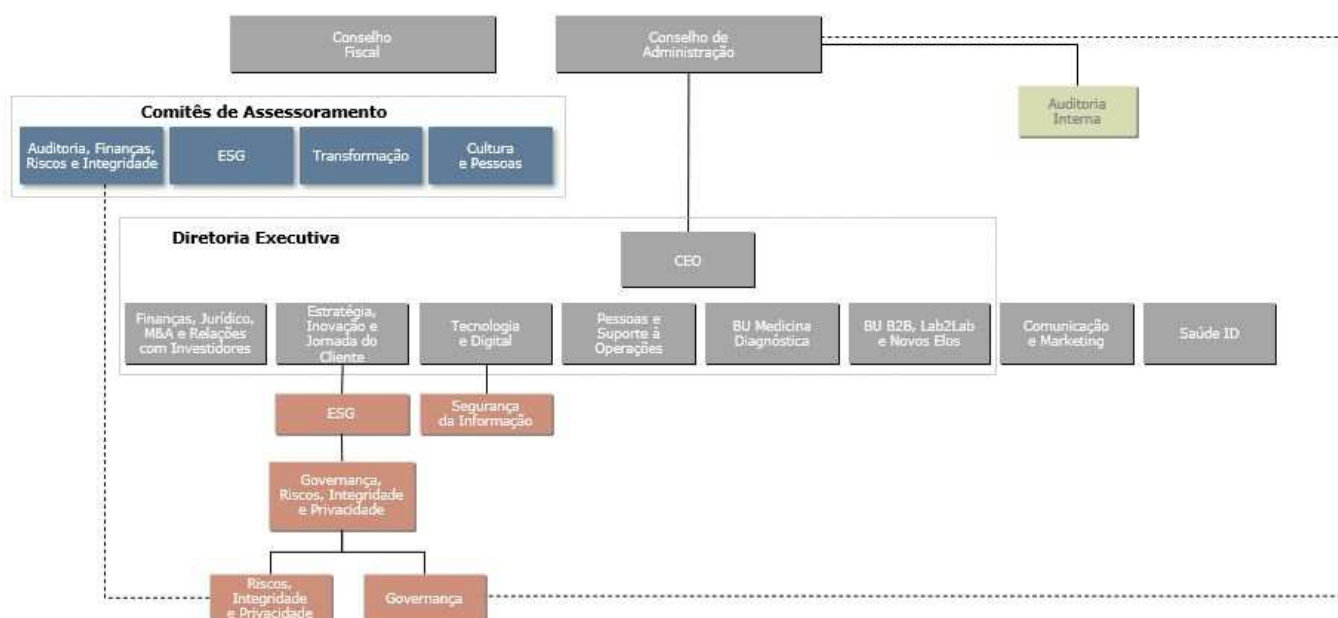 Conselho
Fiscal
Conselho de
Administração
Auditoria
Interna
Comitês de Assessoramento
Auditoria, Finanças,
Riscos e Integridade
ESG
Transformação
Cultura
e Pessoas
Diretoria Executiva
CEO
Finanças, Jurídico,
M&A e Relações
com Investidores
Estratégia,
Inovação e
Jornada do
Cliente
Tecnologia
e Digital
Pessoas e
Suporte à
Operações
BU Medicina
Diagnóstica
BU B2B, Lab2Lab
e Novos Elos
Comunicação
e Marketing
Saúde ID
ESG
Segurança
da Informação
Governança,
Riscos, Integridade
e Privacidade
Riscos,
Integridade
e Privacidade
Governança